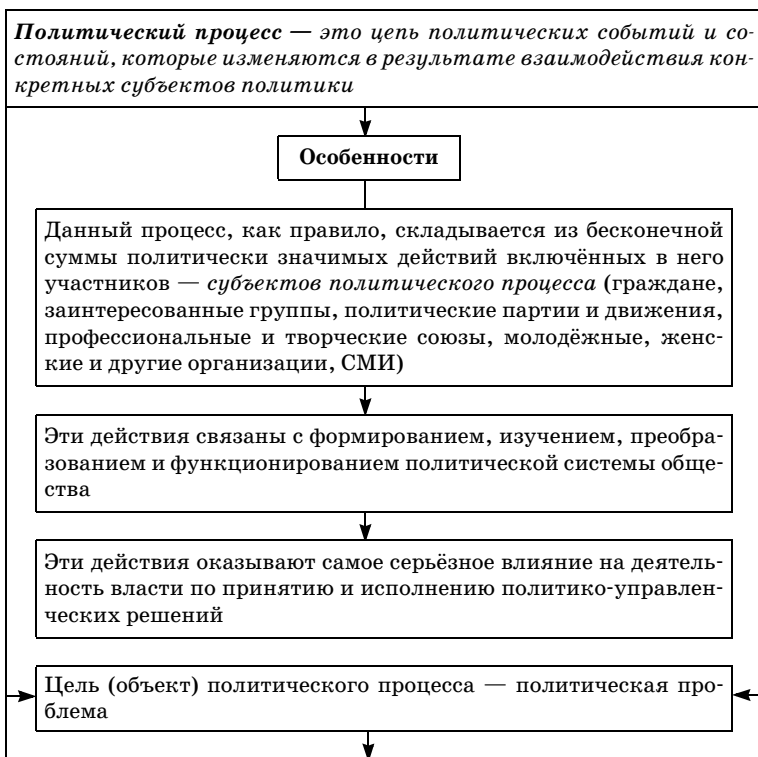 Политический процесс — это цепь политических событий и со-
стояний, которые изменяются в результате взаимодействия кон-
кретных субъектов политики
Особенности
Данный процесс, как правило, складывается из бесконечной
суммы политически значимых действий включённых в него
участников — субъектов политического процесса (граждане,
заинтересованные группы, политические партии и движения,
профессиональные и творческие союзы, молодёжные, жен-
ские и другие организации, СМИ)
Эти действия связаны с формированием, изучением, преобра-
зованием и функционированием политической системы обще-
ства
Эти действия оказывают самое серьёзное влияние на деятель-
ность власти по принятию и исполнению политико-управлен-
ческих решений
Цель (объект) политического процесса — политическая про-
блема